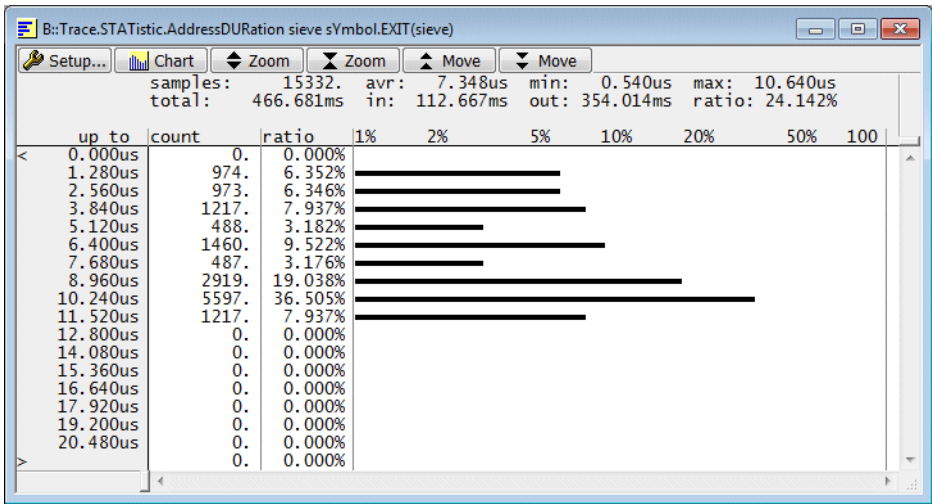 B::Trace.STATistic.AddressDURation sieve sYmbol.EXIT(sieve)
Setup... Chart Zoom Zoom Move Move
samples: 15332. avr: 7.348us min: 0.540us max: 10.640us
total: 466.681ms in: 112.667ms out: 354.014ms ratio: 24.142%
up to count ratio 1% 2% 5% 10% 20% 50% 100
< 0.000us 0. 0.000%
1.280us 974. 6.352%
2.560us 973. 6.346%
3.840us 1217. 7.937%
5.120us 488. 3.182%
6.400us 1460. 9.522%
7.680us 487. 3.176%
8.960us 2919. 19.038%
10.240us 5597. 36.505%
11.520us 1217. 7.937%
12.800us 0. 0.000%
14.080us 0. 0.000%
15.360us 0. 0.000%
16.640us 0. 0.000%
17.920us 0. 0.000%
19.200us 0. 0.000%
20.480us 0. 0.000%
> 0. 0.000%